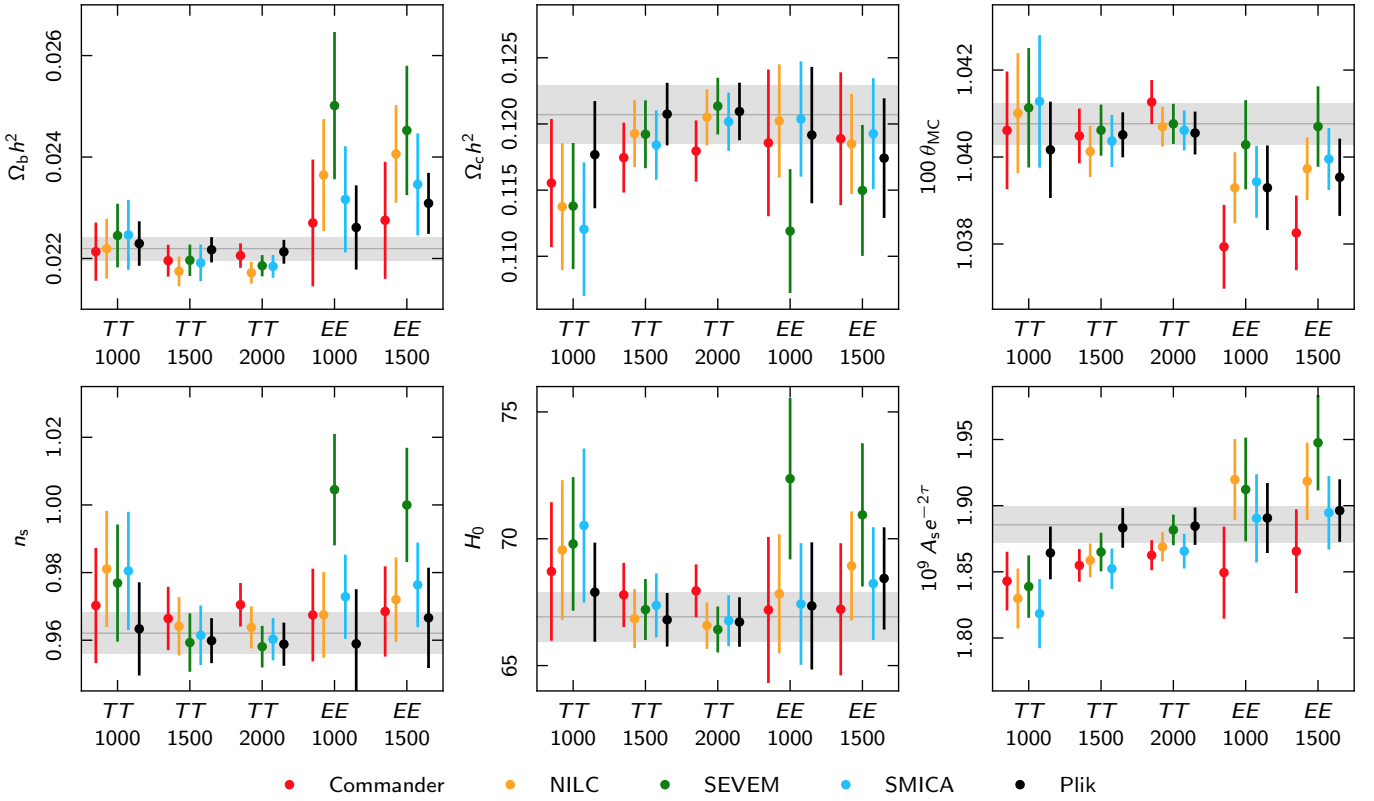 0.022 0.024 0.026
Ω_b h²
TT TT TT EE EE
1000 1500 2000 1000 1500
0.110 0.115 0.120 0.125
Ω_c h²
TT TT TT EE EE
1000 1500 2000 1000 1500
1.038 1.040 1.042
100 θ_MC
TT TT TT EE EE
1000 1500 2000 1000 1500
0.96 0.98 1.00 1.02
n_s
TT TT TT EE EE
1000 1500 2000 1000 1500
65 70 75
H_0
TT TT TT EE EE
1000 1500 2000 1000 1500
1.80 1.85 1.90 1.95
10⁹ A_s e^{−2τ}
TT TT TT EE EE
1000 1500 2000 1000 1500
Commander NILC SEVEM SMICA Plik